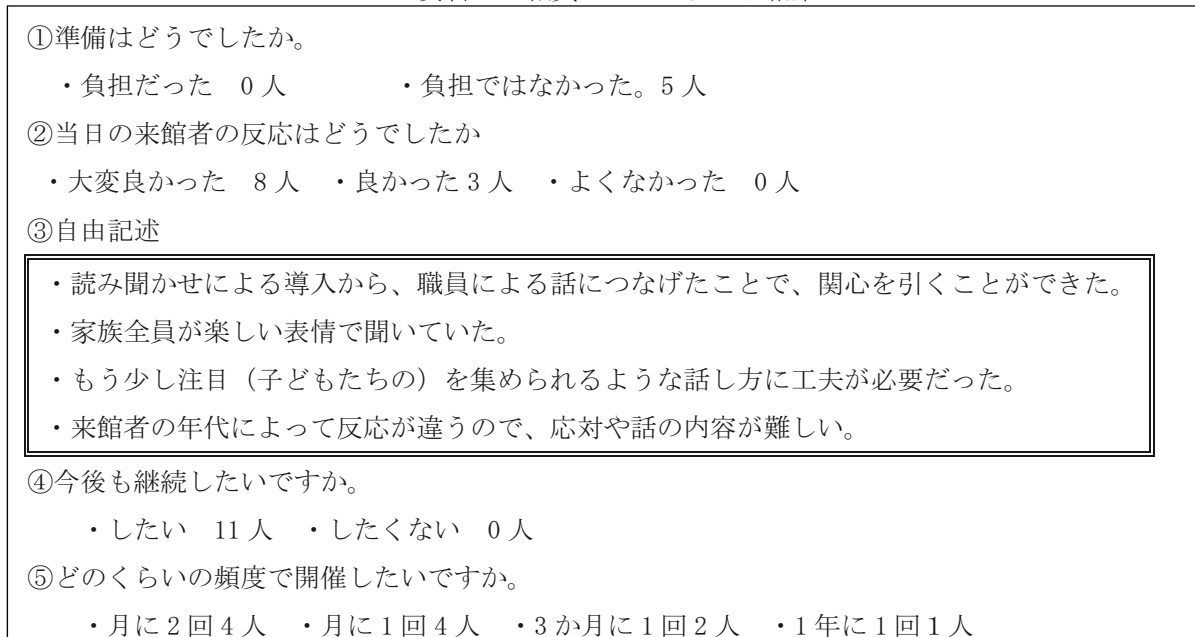 ①準備はどうでしたか。
・負担だった　0人　　　　・負担ではなかった。5人
②当日の来館者の反応はどうでしたか
・大変良かった　8人　・良かった3人　・よくなかった　0人
③自由記述
・読み聞かせによる導入から、職員による話につなげたことで、関心を引くことができた。
・家族全員が楽しい表情で聞いていた。
・もう少し注目（子どもたちの）を集められるような話し方に工夫が必要だった。
・来館者の年代によって反応が違うので、応対や話の内容が難しい。
④今後も継続したいですか。
・したい　11人　・したくない　0人
⑤どのくらいの頻度で開催したいですか。
・月に2回4人　・月に1回4人　・3か月に1回2人　・1年に1回1人